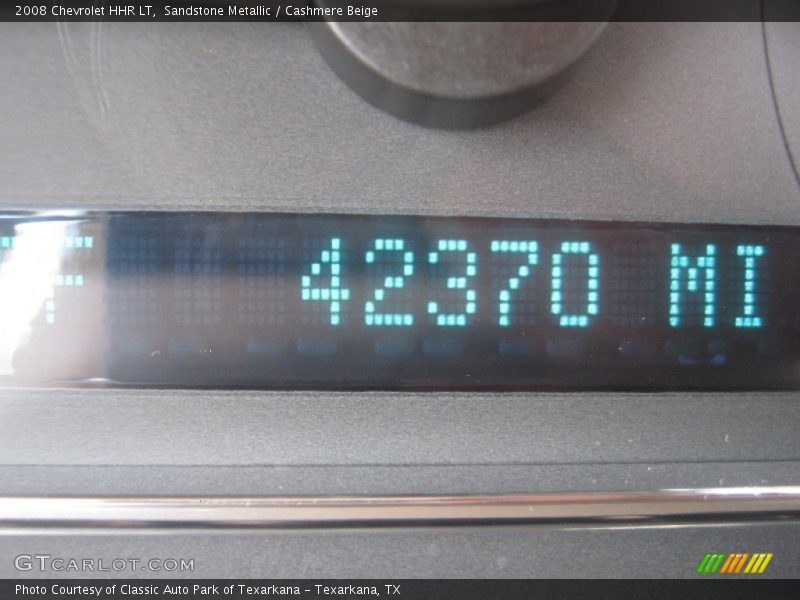 2008 Chevrolet HHR LT,  Sandstone Metallic / Cashmere Beige
42370 MI
GTCARLOT.COM
Photo Courtesy of Classic Auto Park of Texarkana – Texarkana, TX